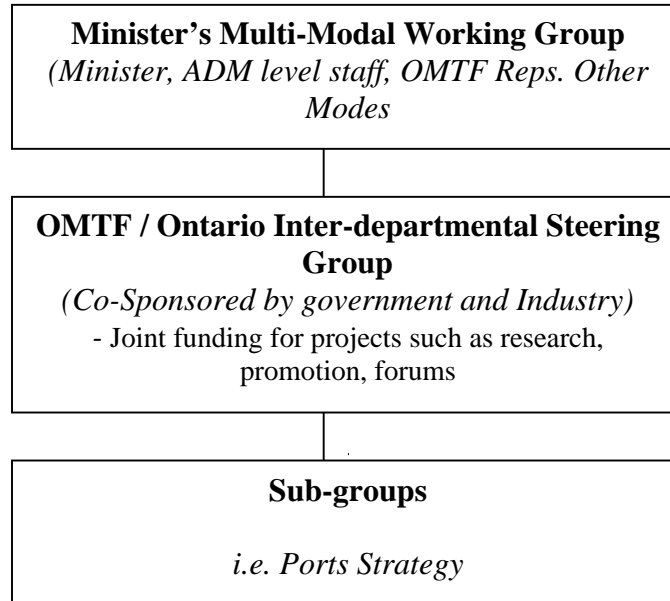 Minister’s Multi-Modal Working Group
(Minister, ADM level staff, OMTF Reps. Other
Modes
OMTF / Ontario Inter-departmental Steering
Group
(Co-Sponsored by government and Industry)
- Joint funding for projects such as research,
promotion, forums
Sub-groups
i.e. Ports Strategy